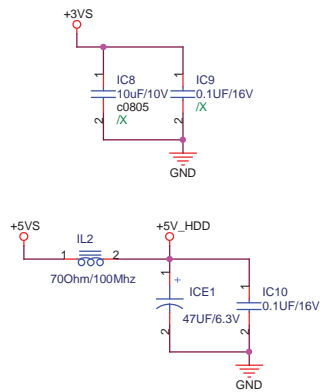 +3VS
1
1
IC8
10uF/10V
c0805
/X
IC9
0.1UF/16V
/X
2
2
GND
+5VS
+5V_HDD
1
IL2
2
70Ohm/100Mhz
1
+
ICE1
47UF/6.3V
2
1
IC10
0.1UF/16V
2
GND